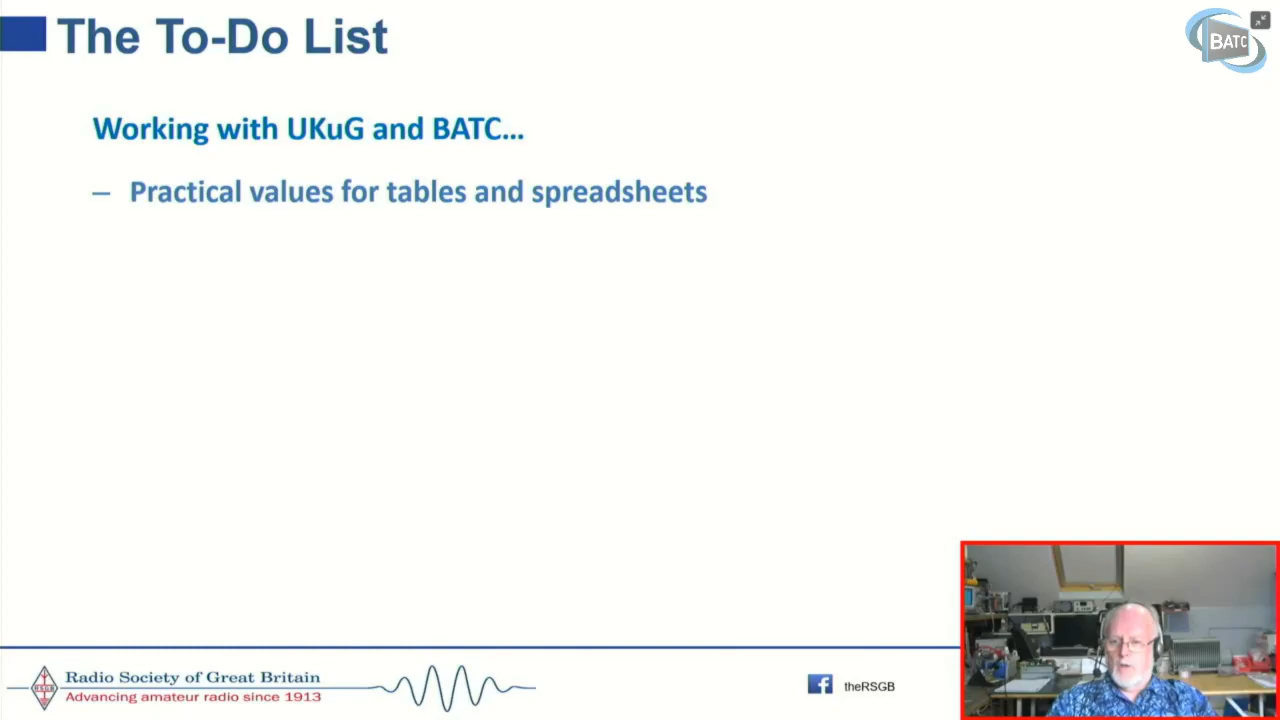 The To-Do List
BATC
Working with UKuG and BATC...
– Practical values for tables and spreadsheets
RSGB
Radio Society of Great Britain
Advancing amateur radio since 1913
f theRSGB